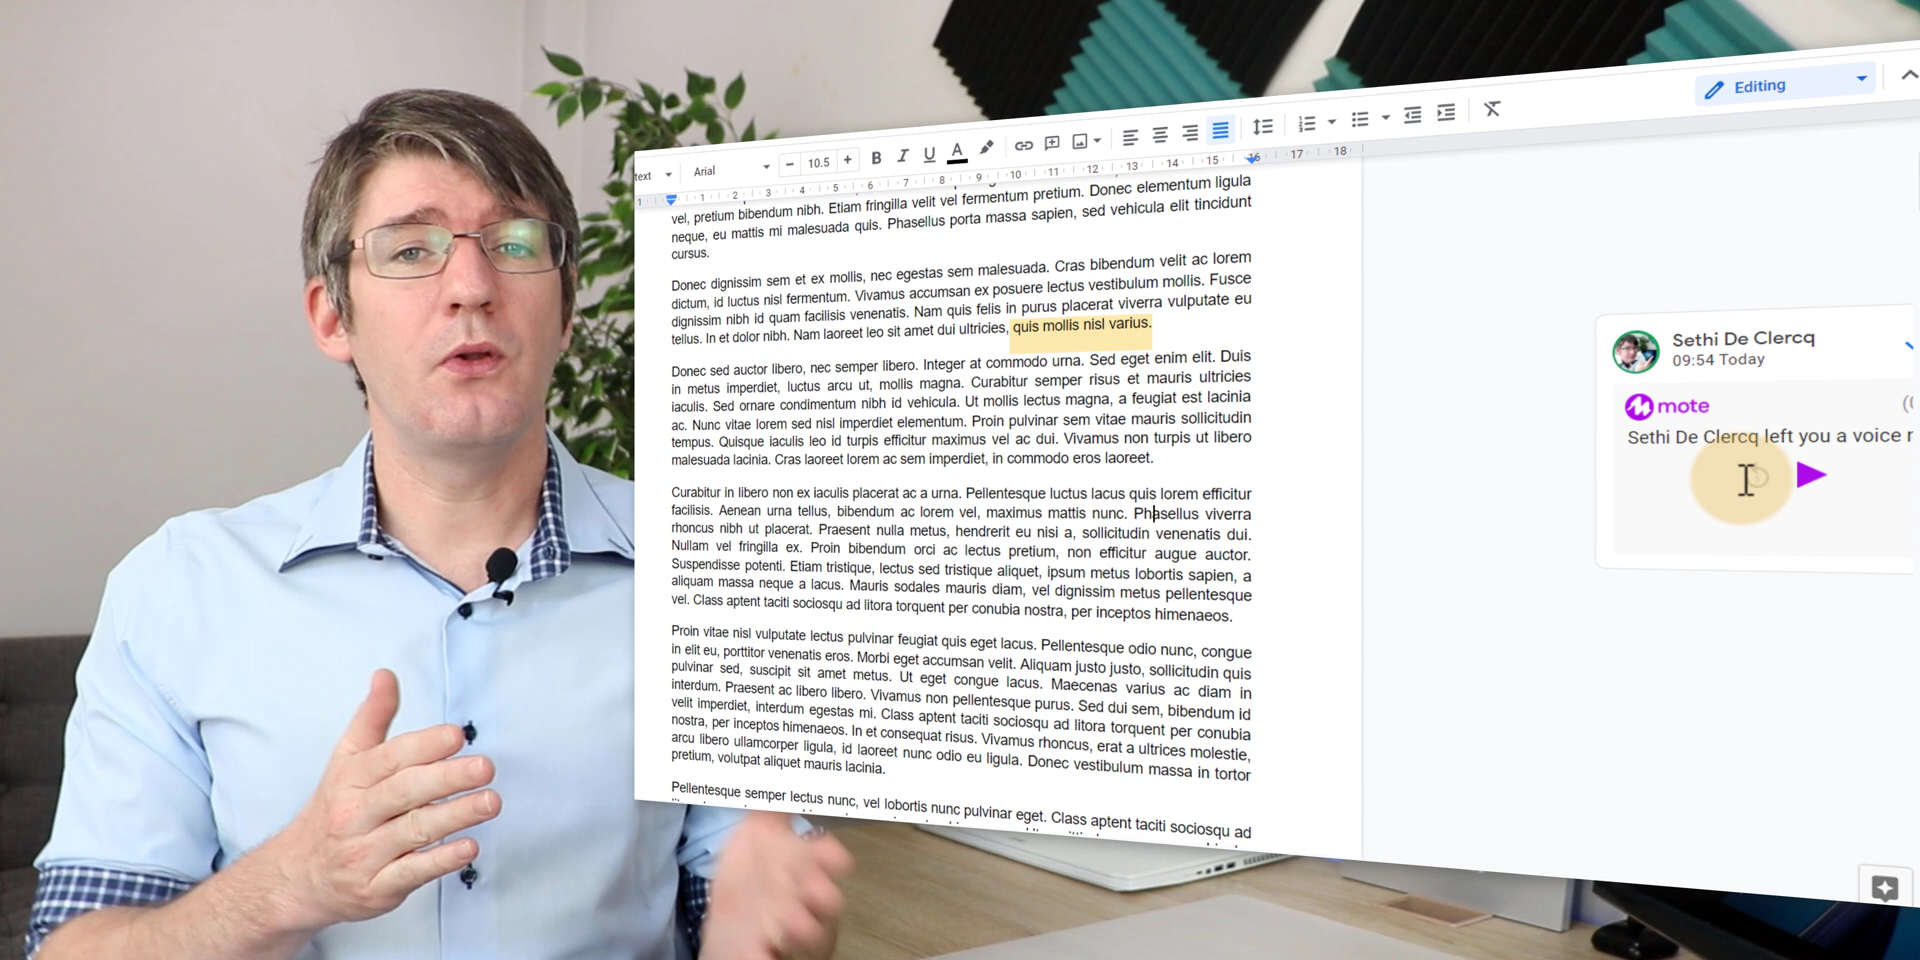 Editing
text Arial 10.5 B I U A
1 1 2 3 4 5 6 7 8 9 10 11 12 13 14 15 16 17 18
vel, pretium bibendum nibh. Etiam fringilla velit vel fermentum pretium. Donec elementum ligula
neque, eu mattis mi malesuada quis. Phasellus porta massa sapien, sed vehicula elit tincidunt
cursus.
Donec dignissim sem et ex mollis, nec egestas sem malesuada. Cras bibendum velit ac lorem
dictum, id luctus nisl fermentum. Vivamus accumsan ex posuere lectus vestibulum mollis. Fusce
dignissim nibh id quam facilisis venenatis. Nam quis felis in purus placerat viverra vulputate eu
tellus. In et dolor nibh. Nam laoreet leo sit amet dui ultricies, quis mollis nisl varius.
Donec sed auctor libero, nec semper libero. Integer at commodo urna. Sed eget enim elit. Duis
in metus imperdiet, luctus arcu ut, mollis magna. Curabitur semper risus et mauris ultricies
iaculis. Sed ornare condimentum nibh id vehicula. Ut mollis lectus magna, a feugiat est lacinia
ac. Nunc vitae lorem sed nisl imperdiet elementum. Proin pulvinar sem vitae mauris sollicitudin
tempus. Quisque iaculis leo id turpis efficitur maximus vel ac dui. Vivamus non turpis ut libero
malesuada lacinia. Cras laoreet lorem ac sem imperdiet, in commodo eros laoreet.
Curabitur in libero non ex iaculis placerat ac a urna. Pellentesque luctus lacus quis lorem efficitur
facilisis. Aenean urna tellus, bibendum ac lorem vel, maximus mattis nunc. Phasellus viverra
rhoncus nibh ut placerat. Praesent nulla metus, hendrerit eu nisi a, sollicitudin venenatis dui.
Nullam vel fringilla ex. Proin bibendum orci ac lectus pretium, non efficitur augue auctor.
Suspendisse potenti. Etiam tristique, lectus sed tristique aliquet, ipsum metus lobortis sapien, a
aliquam massa neque a lacus. Mauris sodales mauris diam, vel dignissim metus pellentesque
vel. Class aptent taciti sociosqu ad litora torquent per conubia nostra, per inceptos himenaeos.
Proin vitae nisl vulputate lectus pulvinar feugiat quis eget lacus. Pellentesque odio nunc, congue
in elit eu, porttitor venenatis eros. Morbi eget accumsan velit. Aliquam justo justo, sollicitudin quis
pulvinar sed, suscipit sit amet metus. Ut eget congue lacus. Maecenas varius ac diam in
interdum. Praesent ac libero libero. Vivamus non pellentesque purus. Sed dui sem, bibendum id
velit imperdiet, interdum egestas mi. Class aptent taciti sociosqu ad litora torquent per conubia
nostra, per inceptos himenaeos. In et consequat risus. Vivamus rhoncus, erat a ultrices molestie,
arcu libero ullamcorper ligula, id laoreet nunc odio eu ligula. Donec vestibulum massa in tortor
pretium, volutpat aliquet mauris lacinia.
Pellentesque semper lectus nunc, vel lobortis nunc pulvinar eget. Class aptent taciti sociosqu ad
Sethi De Clercq
09:54 Today
mote
Sethi De Clercq left you a voice